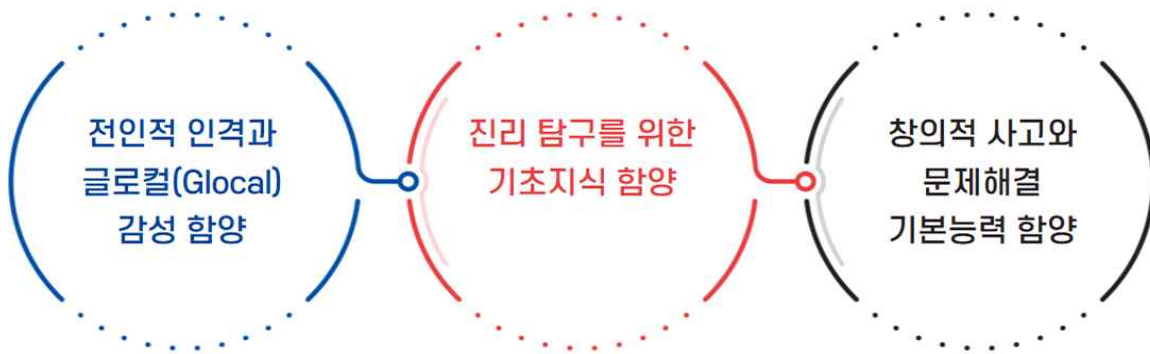 전인적 인격과
글로컬(Glocal)
감성 함양
진리 탐구를 위한
기초지식 함양
창의적 사고와
문제해결
기본능력 함양